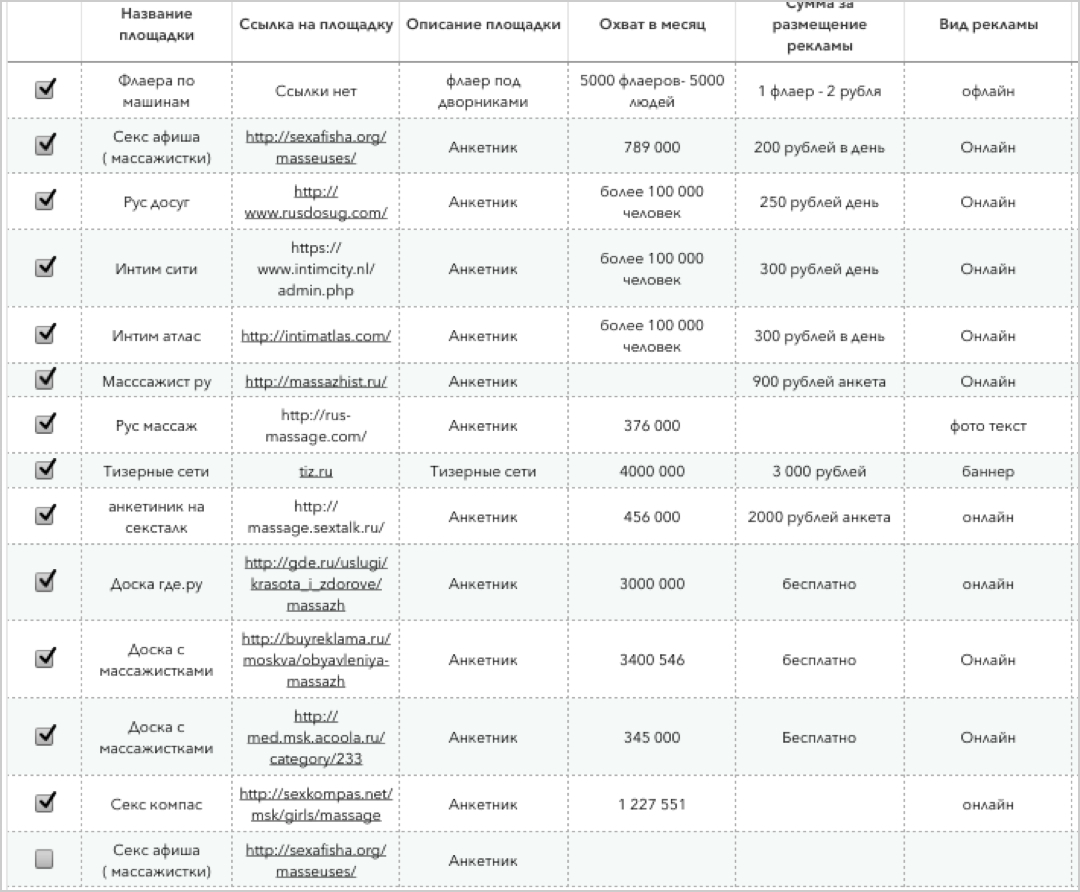 Название
площадки
Ссылка на площадку
Описание площадки
Охват в месяц
Сумма за
размещение
рекламы
Вид рекламы
Флаера по
машинам
Ссылки нет
флаер под
дворниками
5000 флаеров- 5000
людей
1 флаер - 2 рубля
офлайн
Секс афиша
( массажистки)
http://sexafisha.org/
masseuses/
Анкетник
789 000
200 рублей в день
Онлайн
Рус досуг
http://
www.rusdosug.com/
Анкетник
более 100 000
человек
250 рублей день
Онлайн
Интим сити
https://
www.intimcity.nl/
admin.php
Анкетник
более 100 000
человек
300 рублей день
Онлайн
Интим атлас
http://intimatlas.com/
Анкетник
более 100 000
человек
300 рублей в день
Онлайн
Масссажист ру
http://massazhist.ru/
Анкетник
900 рублей анкета
Онлайн
Рус массаж
http://rus-
massage.com/
Анкетник
376 000
фото текст
Тизерные сети
tiz.ru
Тизерные сети
4000 000
3 000 рублей
баннер
анкетиник на
сексталк
http://
massage.sextalk.ru/
Анкетник
456 000
2000 рублей анкета
онлайн
Доска где.ру
http://gde.ru/uslugi/
krasota_i_zdorove/
massazh
Анкетник
3000 000
бесплатно
онлайн
Доска с
массажистками
http://buyreklama.ru/
moskva/obyavleniya-
massazh
Анкетник
3400 546
бесплатно
Онлайн
Доска с
массажистками
http://
med.msk.acoola.ru/
category/233
Анкетник
345 000
Бесплатно
Онлайн
Секс компас
http://sexkompas.net/
msk/girls/massage
Анкетник
1 227 551
онлайн
Секс афиша
( массажистки)
http://sexafisha.org/
masseuses/
Анкетник